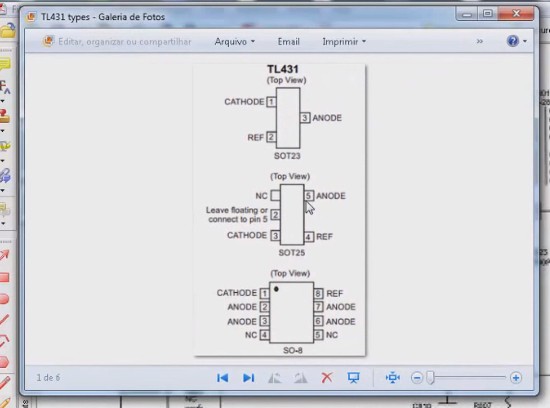 TL431 types - Galeria de Fotos
Editar, organizar ou compartilhar Arquivo Email Imprimir
TL431
(Top View)
CATHODE 1
3 ANODE
REF 2
SOT23
(Top View)
NC 5 ANODE
Leave floating or
connect to pin 5 2
CATHODE 3 4 REF
SOT25
(Top View)
CATHODE 1 8 REF
ANODE 2 7 ANODE
ANODE 3 6 ANODE
NC 4 5 NC
SO-8
1 de 6